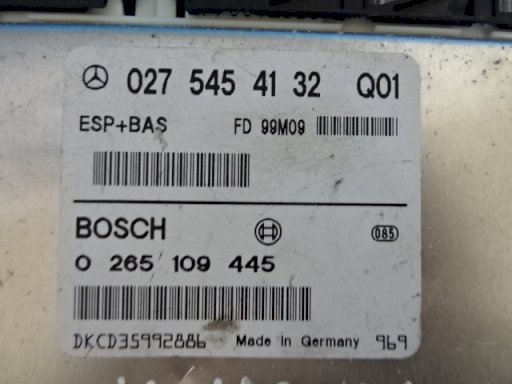 027 545 41 32 Q01
ESP+BAS FD 99M09
BOSCH 085
0 265 109 445
DKCD35992886 Made In Germany 969